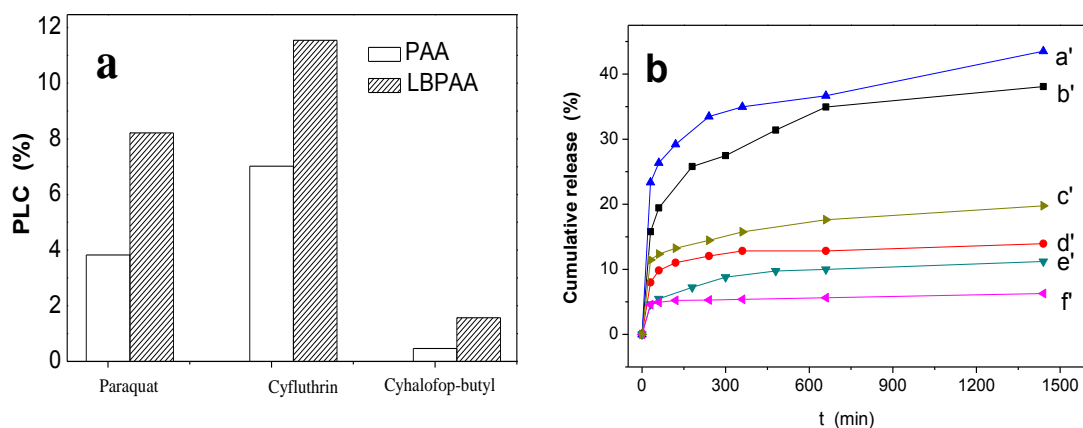 a
PAA
LBPAA
PLC (%)
12
10
8
6
4
2
0
Paraquat
Cyfluthrin
Cyhalofop-butyl
b
a'
b'
c'
d'
e'
f'
Cumulative release (%)
40
30
20
10
0
0
300
600
900
1200
1500
t (min)